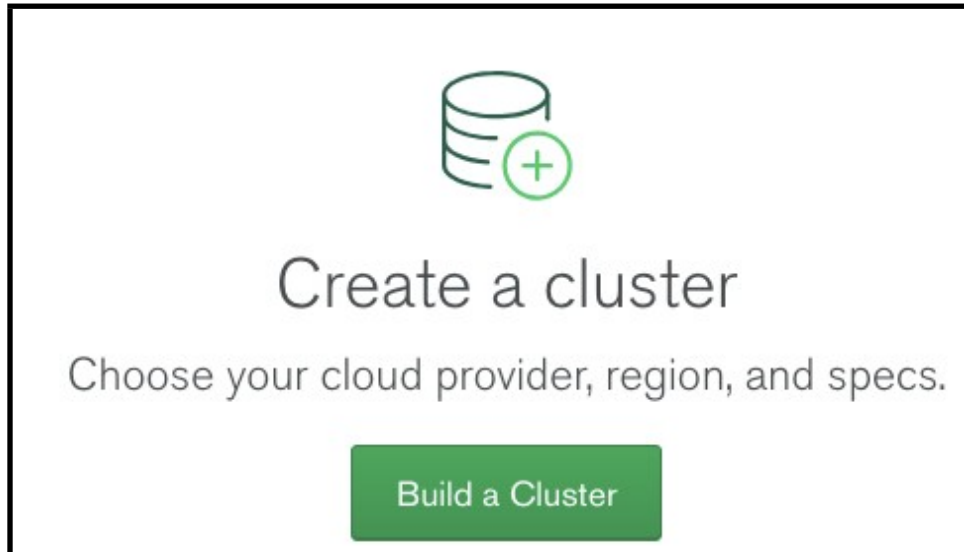 Create a cluster
Choose your cloud provider, region, and specs.
Build a Cluster